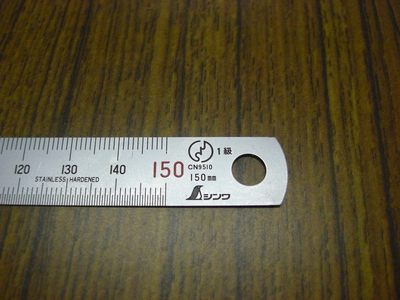 120 130 140 150
STAINLESS HARDENED
1級
CN9510
150mm
シンワ